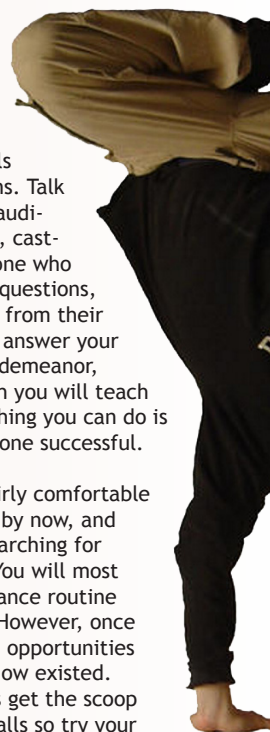 ls
ns. Talk
audi-
, cast-
one who
questions,
from their
answer your
demeanor,
n you will teach
hing you can do is
one successful.
irly comfortable
by now, and
arching for
You will most
ance routine
However, once
opportunities
ow existed.
s get the scoop
alls so try your